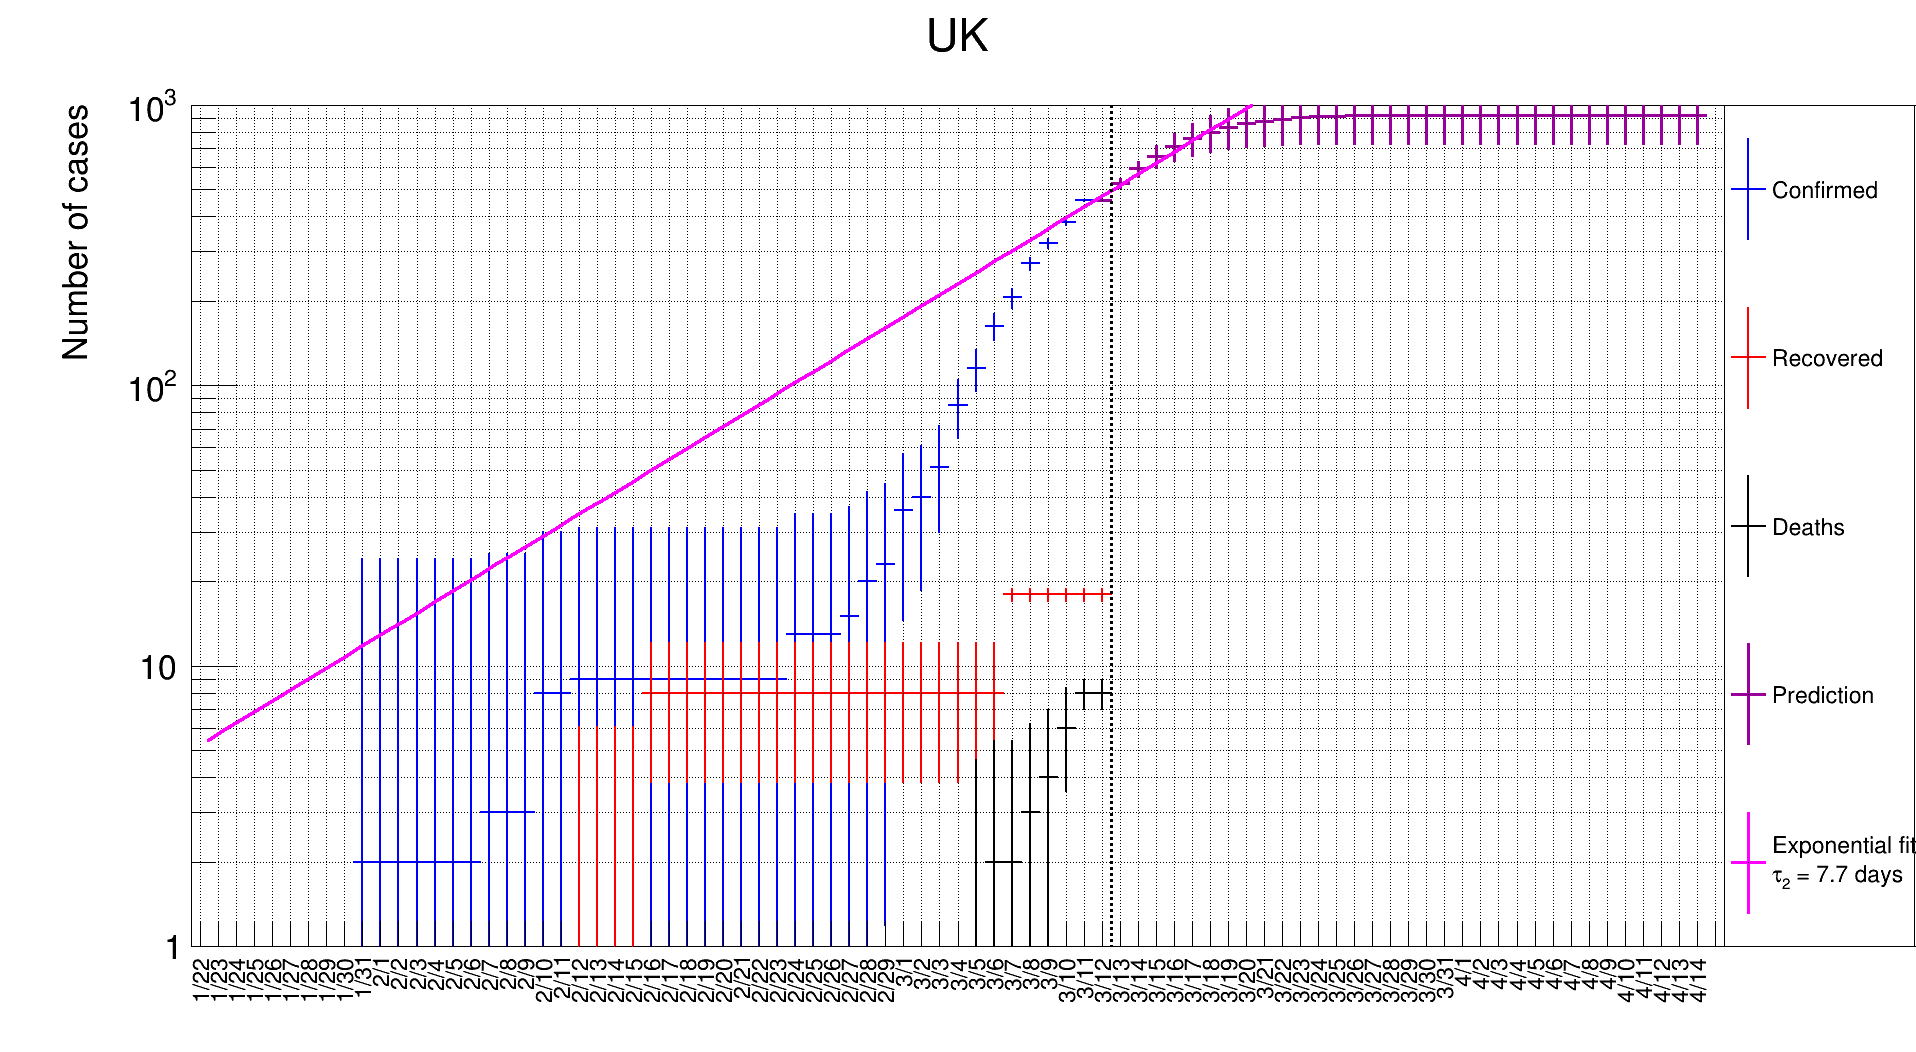 UK
Number of cases
10³
10²
10
1
1/22 1/23 1/24 1/25 1/26 1/27 1/28 1/29 1/30 1/31 2/1 2/2 2/3 2/4 2/5 2/6 2/7 2/8 2/9 2/10 2/11 2/12 2/13 2/14 2/15 2/16 2/17 2/18 2/19 2/20 2/21 2/22 2/23 2/24 2/25 2/26 2/27 2/28 2/29 3/1 3/2 3/3 3/4 3/5 3/6 3/7 3/8 3/9 3/10 3/11 3/12 3/13 3/14 3/15 3/16 3/17 3/18 3/19 3/20 3/21 3/22 3/23 3/24 3/25 3/26 3/27 3/28 3/29 3/30 3/31 4/1 4/2 4/3 4/4 4/5 4/6 4/7 4/8 4/9 4/10 4/11 4/12 4/13 4/14
Confirmed
Recovered
Deaths
Prediction
Exponential fit
τ₂ = 7.7 days